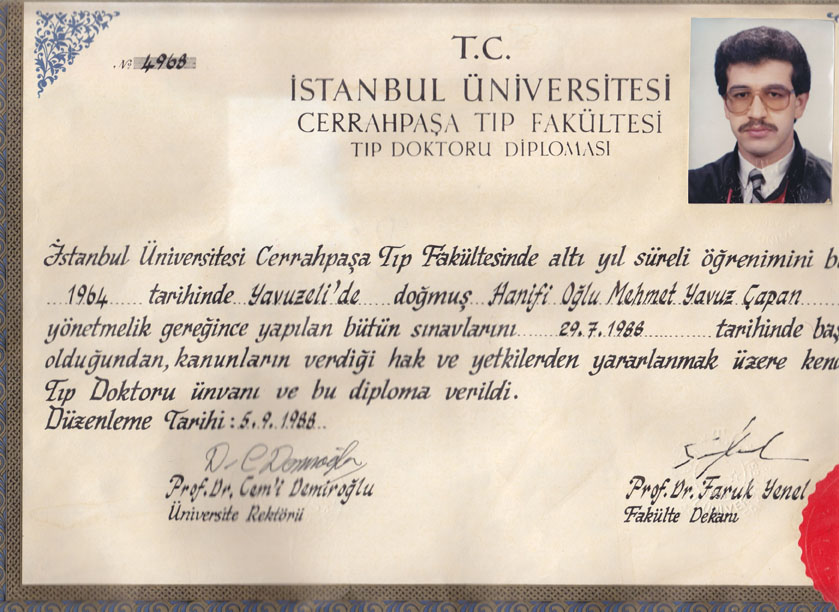 № 4968
T.C.
İSTANBUL ÜNİVERSİTESİ
CERRAHPAŞA TIP FAKÜLTESİ
TIP DOKTORU DİPLOMASI
İstanbul Üniversitesi Cerrahpaşa Tıp Fakültesinde altı yıl süreli öğrenimini b
1964 tarihinde Yavuzeli'de doğmuş Hanifi Oğlu Mehmet Yavuz Çapan
yönetmelik gereğince yapılan bütün sınavlarını 29.7.1988 tarihinde baş
olduğundan, kanunların verdiği hak ve yetkilerden yararlanmak üzere kend
Tıp Doktoru ünvanı ve bu diploma verildi.
Düzenleme Tarihi : 5.9.1988
Prof. Dr. Cem'i Demiroğlu
Üniversite Rektörü
Prof. Dr. Faruk Yenel
Fakülte Dekanı